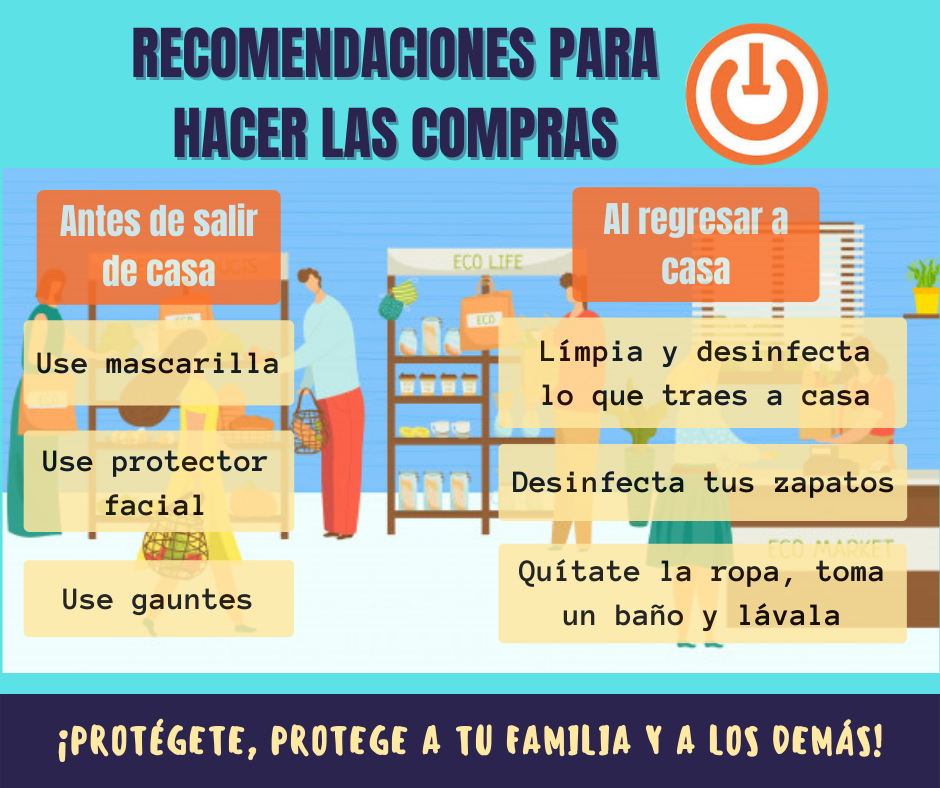 RECOMENDACIONES PARA
HACER LAS COMPRAS
Antes de salir
de casa
Use mascarilla
Use protector
facial
Use gauntes
Al regresar a
casa
Límpia y desinfecta
lo que traes a casa
Desinfecta tus zapatos
Quítate la ropa, toma
un baño y lávala
ECO LIFE
ECO
ECO
ECO
ECO MARKET
¡PROTÉGETE, PROTEGE A TU FAMILIA Y A LOS DEMÁS!